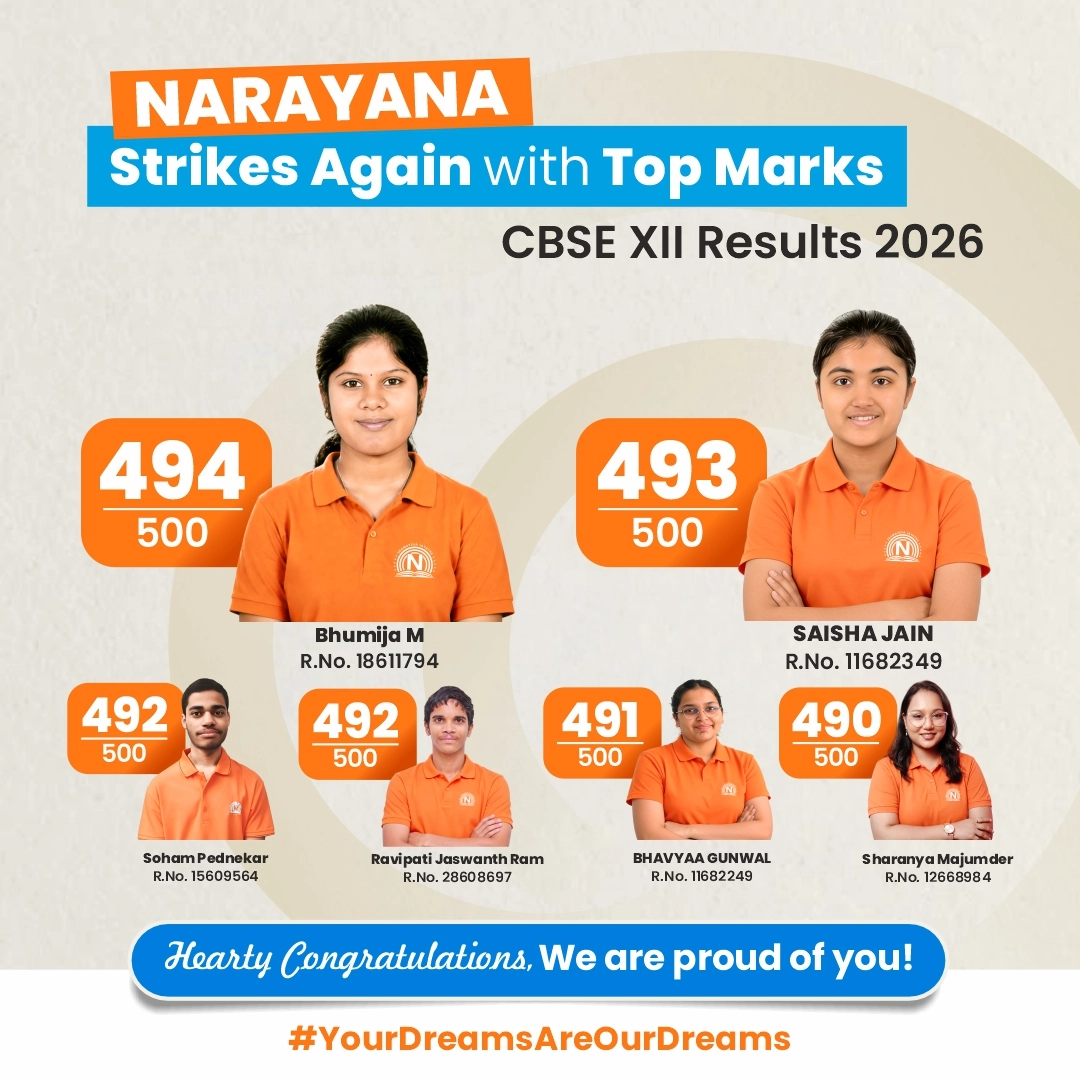 NARAYANA
Strikes Again with Top Marks
CBSE XII Results 2026
494
500
Bhumija M
R.No. 18611794
493
500
SAISHA JAIN
R.No. 11682349
492
500
Soham Pednekar
R.No. 15609564
492
500
Ravipati Jaswanth Ram
R.No. 28608697
491
500
BHAVYAA GUNWAL
R.No. 11682249
490
500
Sharanya Majumder
R.No. 12668984
Hearty Congratulations, We are proud of you!
#YourDreamsAreOurDreams